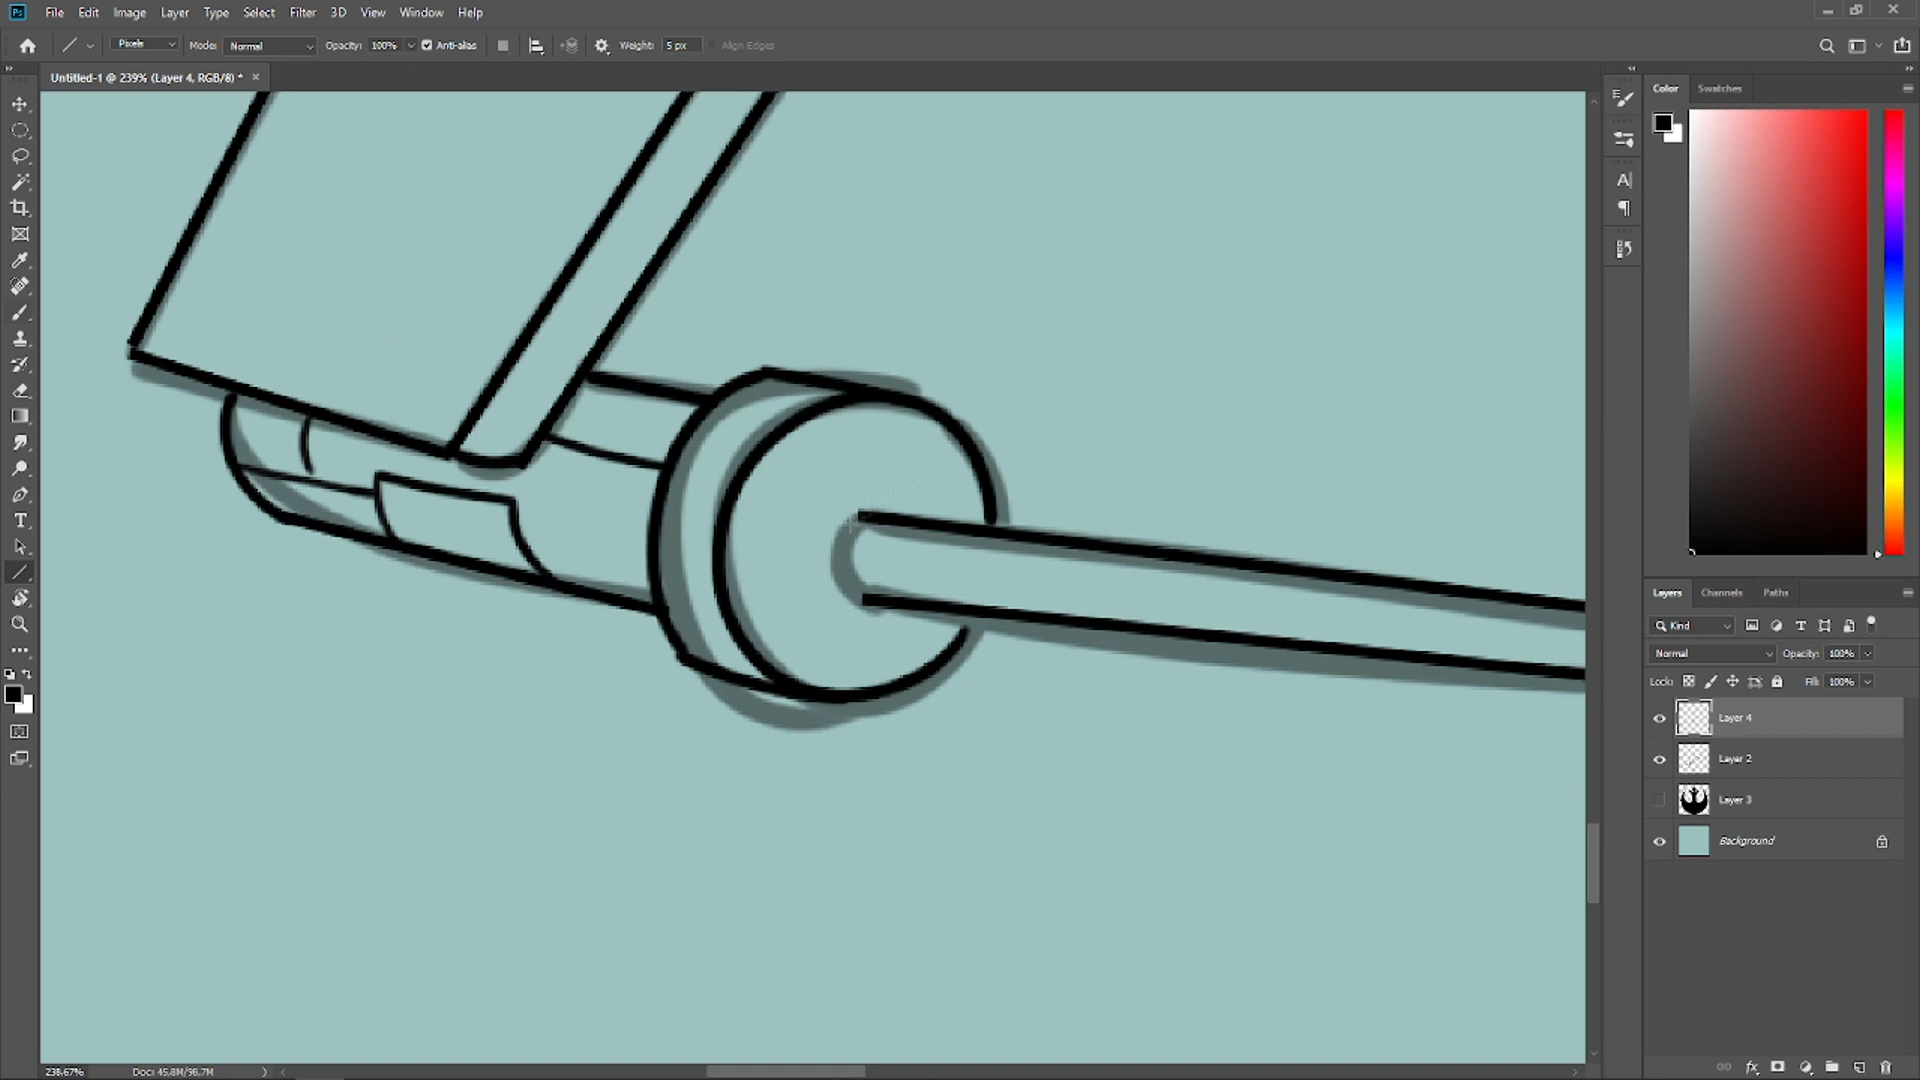 Ps File Edit Image Layer Type Select Filter 3D View Window Help
Pixels Mode: Normal Opacity: 100% Anti-alias Weight: 5 px Align Edges
Untitled-1 @ 239% (Layer 4, RGB/8) *
Color Swatches
Layers Channels Paths
Kind
Normal Opacity: 100%
Lock: Fill: 100%
Layer 4
Layer 2
Layer 3
Background
238.67% Doc: 45.8M/98.7M